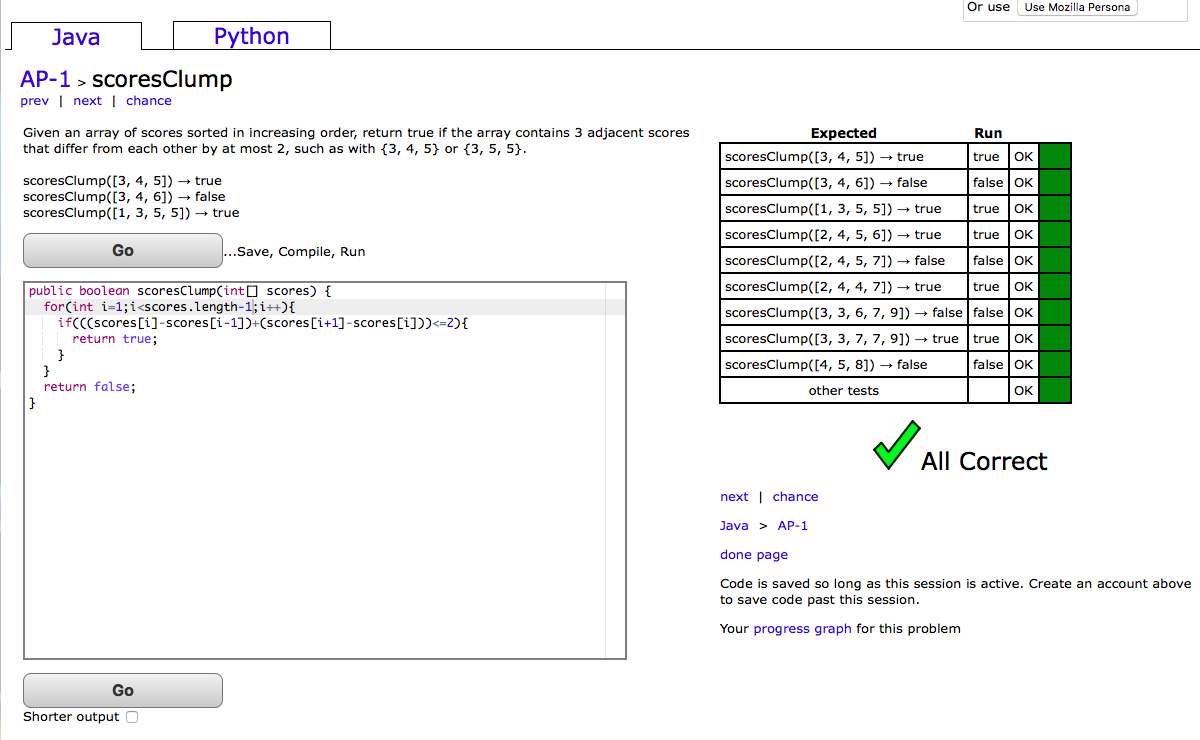 Or use Use Mozilla Persona
Java Python
AP-1 > scoresClump
prev | next | chance
Given an array of scores sorted in increasing order, return true if the array contains 3 adjacent scores
that differ from each other by at most 2, such as with {3, 4, 5} or {3, 5, 5}.
scoresClump([3, 4, 5]) → true
scoresClump([3, 4, 6]) → false
scoresClump([1, 3, 5, 5]) → true
Go ...Save, Compile, Run
public boolean scoresClump(int[] scores) {
for(int i=1;i<scores.length-1;i++){
if(((scores[i]-scores[i-1])+(scores[i+1]-scores[i]))<=2){
return true;
}
}
return false;
}
Go
Shorter output
Expected Run
scoresClump([3, 4, 5]) → true true OK
scoresClump([3, 4, 6]) → false false OK
scoresClump([1, 3, 5, 5]) → true true OK
scoresClump([2, 4, 5, 6]) → true true OK
scoresClump([2, 4, 5, 7]) → false false OK
scoresClump([2, 4, 4, 7]) → true true OK
scoresClump([3, 3, 6, 7, 9]) → false false OK
scoresClump([3, 3, 7, 7, 9]) → true true OK
scoresClump([4, 5, 8]) → false false OK
other tests OK
All Correct
next | chance
Java > AP-1
done page
Code is saved so long as this session is active. Create an account above
to save code past this session.
Your progress graph for this problem